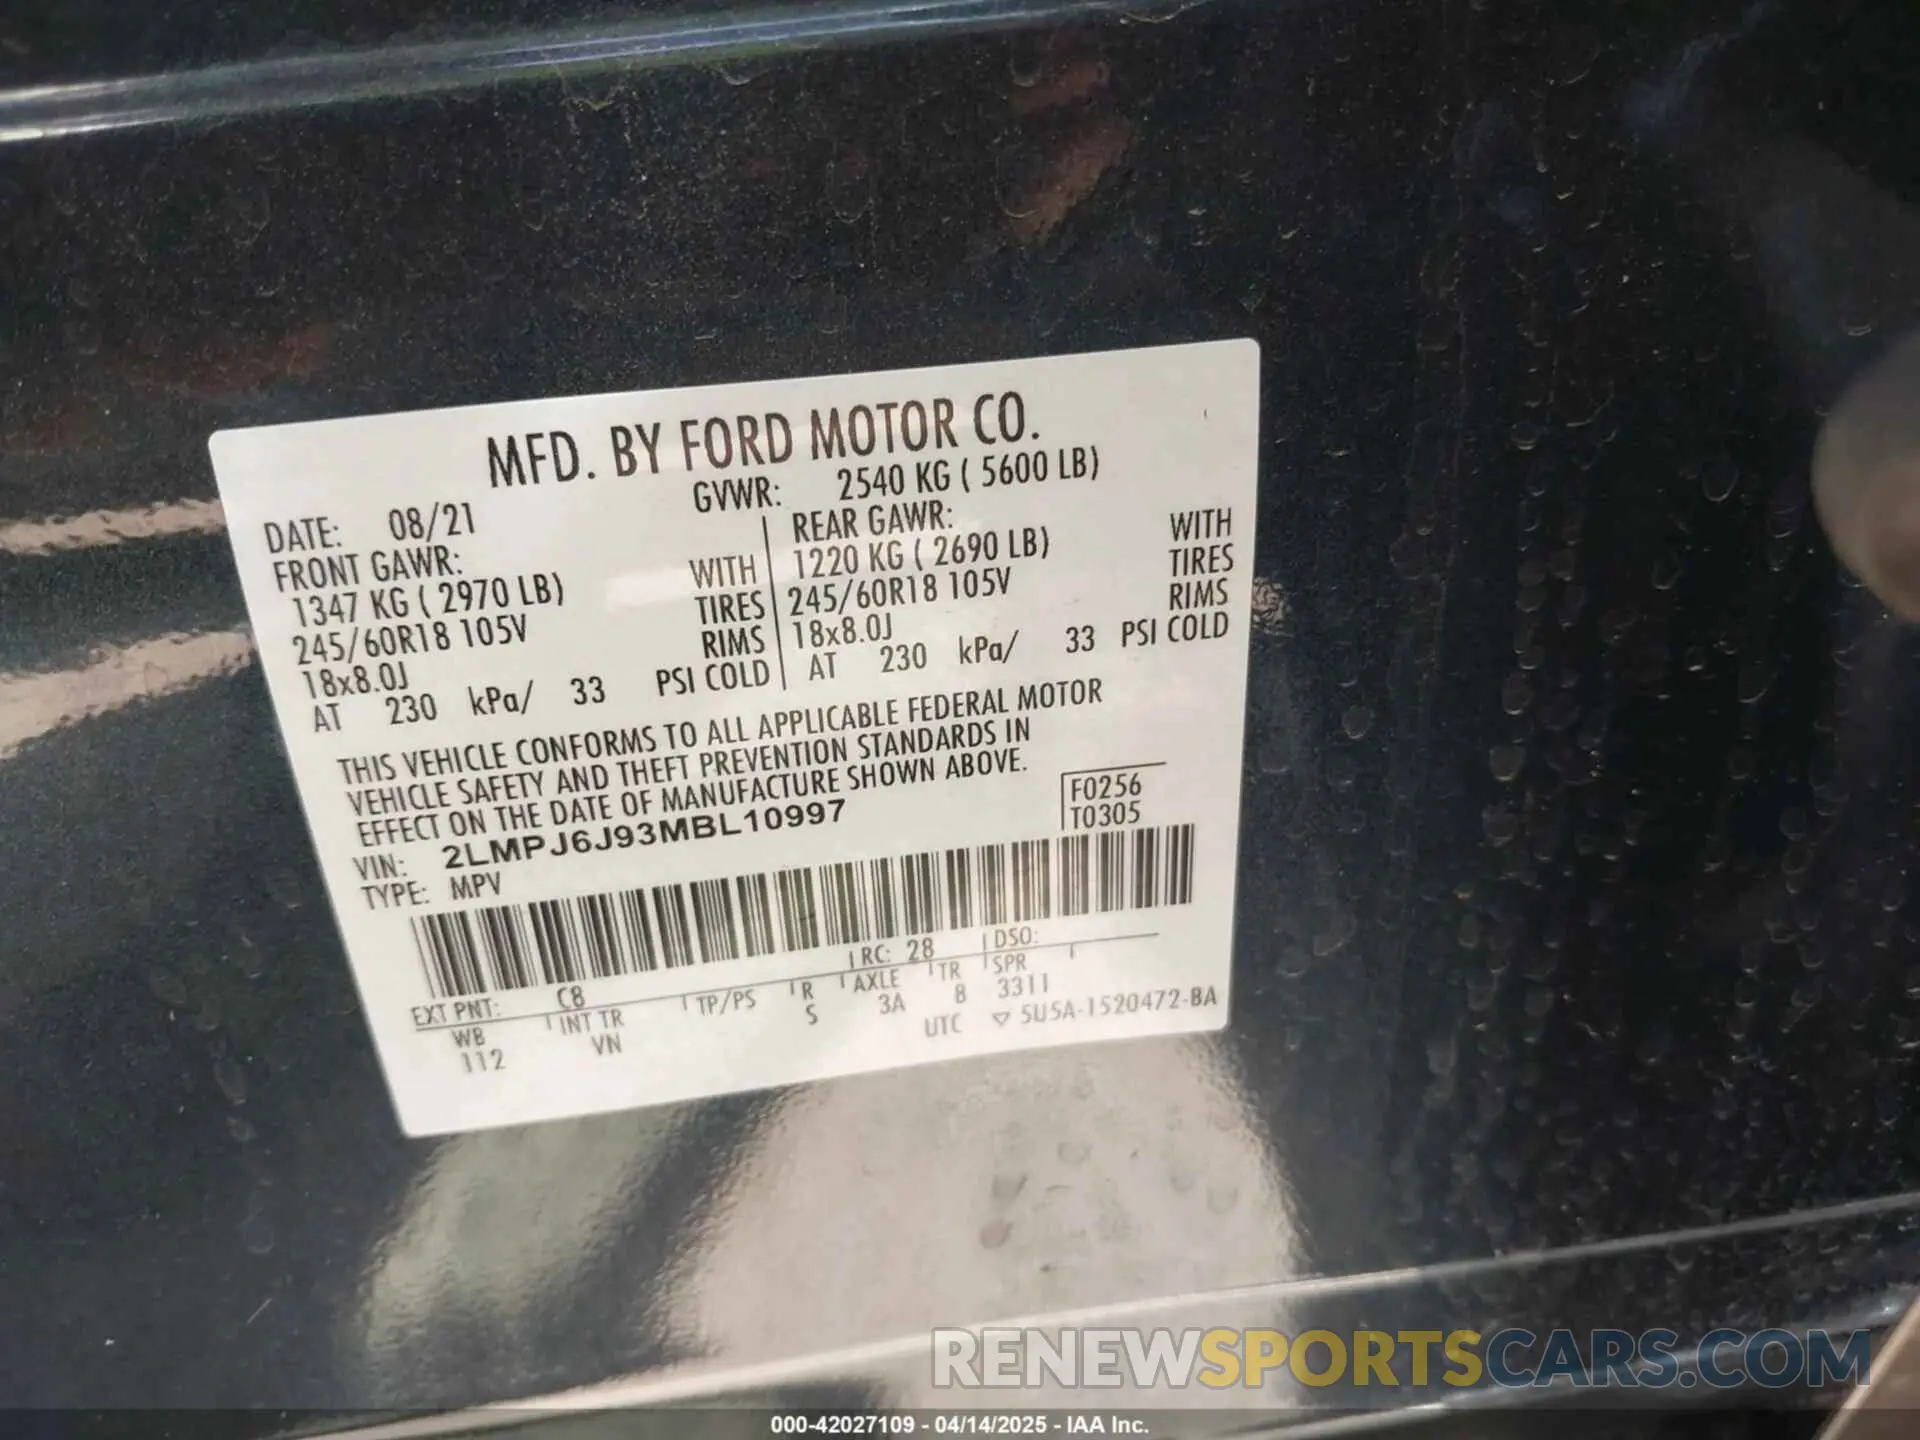 MFD. BY FORD MOTOR CO.
DATE: 08/21 GVWR: 2540 KG ( 5600 LB)
FRONT GAWR: REAR GAWR:
1347 KG ( 2970 LB) WITH 1220 KG ( 2690 LB) WITH
245/60R18 105V TIRES 245/60R18 105V TIRES
18x8.0J RIMS 18x8.0J RIMS
AT 230 kPa/ 33 PSI COLD AT 230 kPa/ 33 PSI COLD
THIS VEHICLE CONFORMS TO ALL APPLICABLE FEDERAL MOTOR
VEHICLE SAFETY AND THEFT PREVENTION STANDARDS IN
EFFECT ON THE DATE OF MANUFACTURE SHOWN ABOVE.
VIN: 2LMPJ6J93MBL10997 F0256
TYPE: MPV T0305
EXT PNT: C8 RC: 28 DSO:
WB INT TR TP/PS R AXLE TR SPR
112 VN S 3A 8 3311
UTC ▽ 5U5A-1520472-BA
RENEWSPORTSCARS.COM
000-42027109 - 04/14/2025 - IAA Inc.